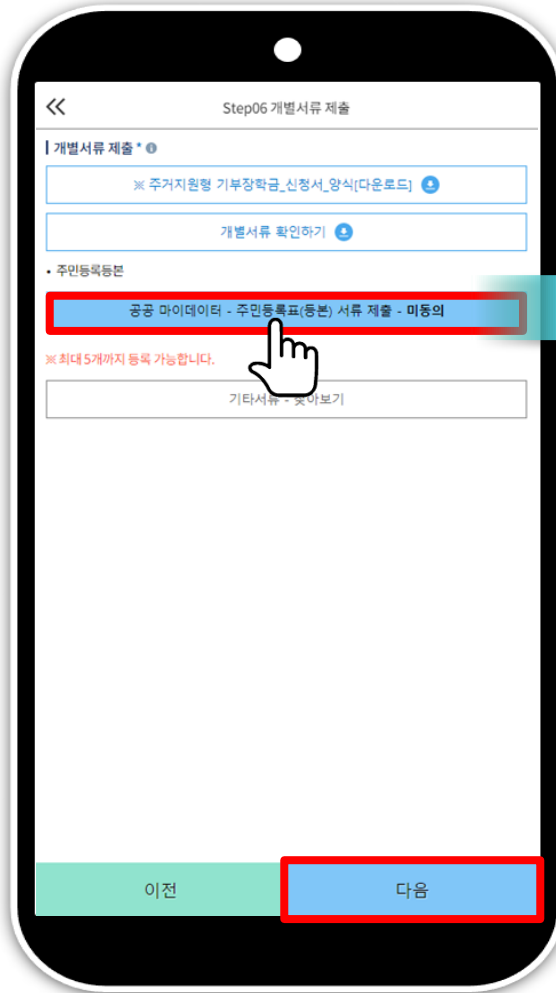 Step06 개별서류 제출
개별서류 제출 *
※ 주거지원형 기부장학금_신청서_양식[다운로드]
개별서류 확인하기
• 주민등록등본
공공 마이데이터 - 주민등록표(등본) 서류 제출 - 미동의
※ 최대 5개까지 등록 가능합니다.
기타서류 - 찾아보기
이전
다음